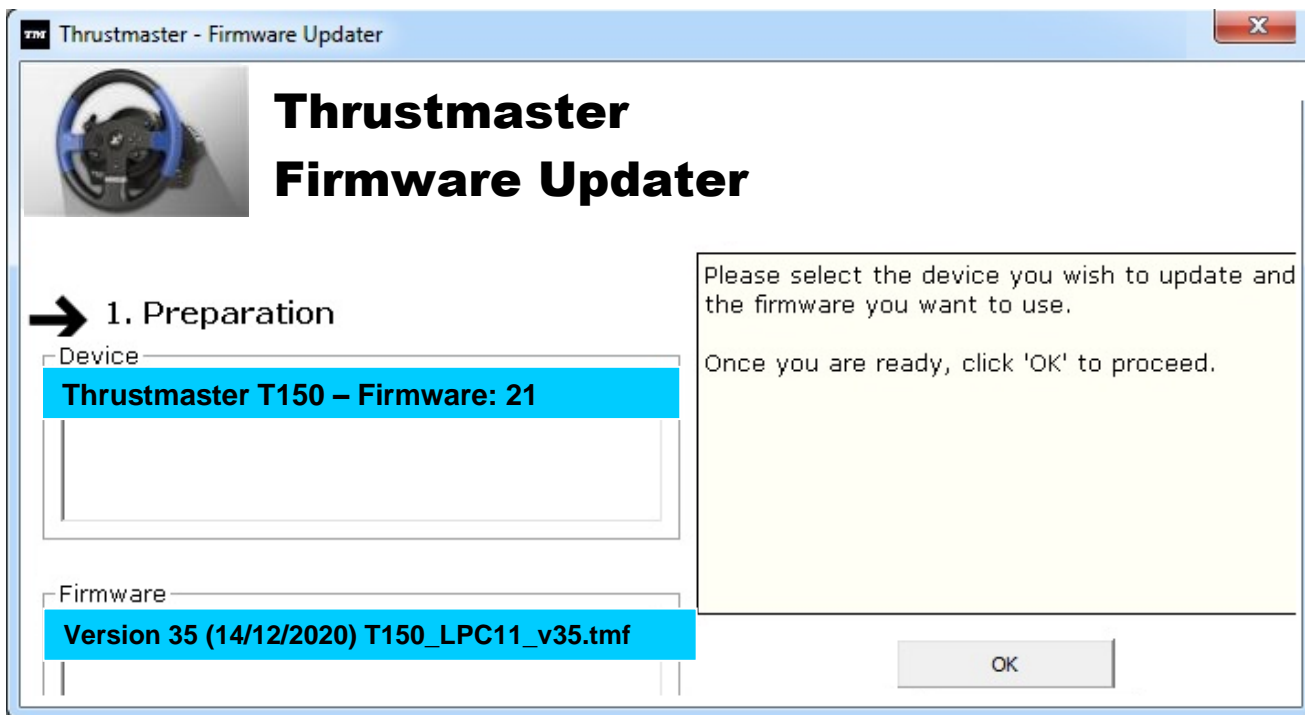 TM Thrustmaster - Firmware Updater
Thrustmaster
Firmware Updater
1. Preparation
Device
Thrustmaster T150 – Firmware: 21
Please select the device you wish to update and
the firmware you want to use.
Once you are ready, click 'OK' to proceed.
Firmware
Version 35 (14/12/2020) T150_LPC11_v35.tmf
OK